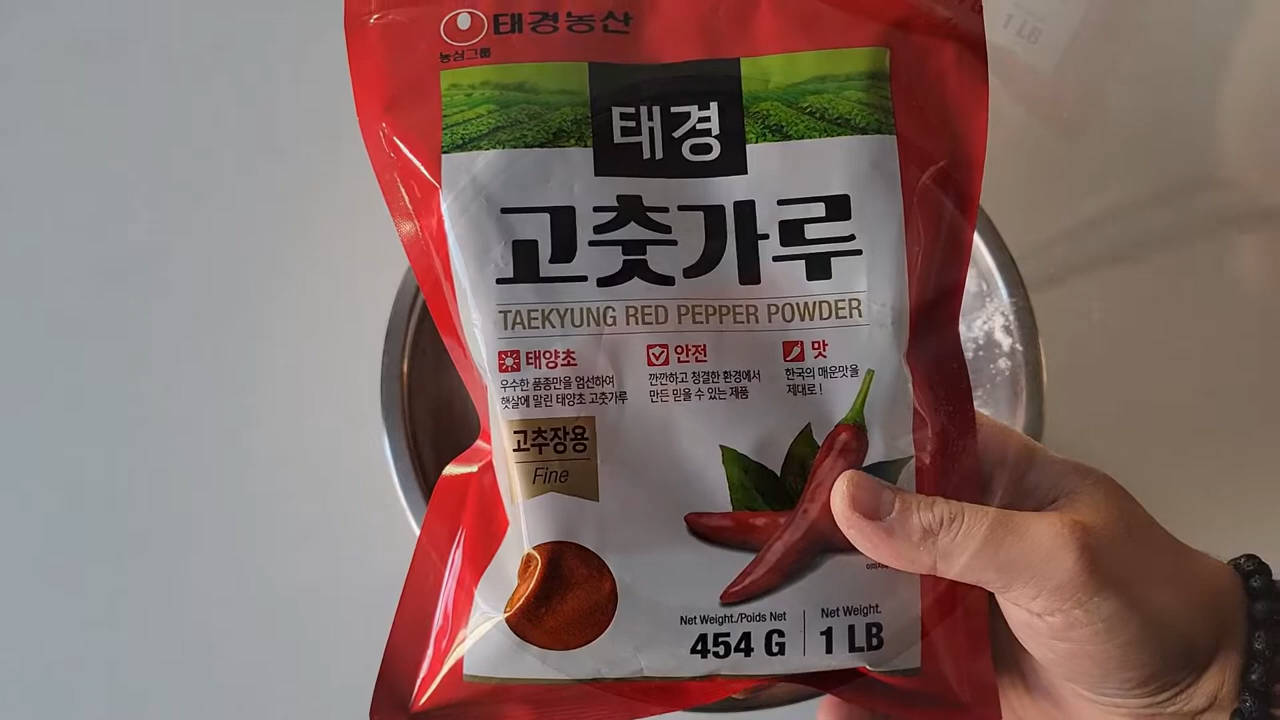 태경농산
농심그룹
1 LB
태경
고춧가루
TAEKYUNG RED PEPPER POWDER
태양초
우수한 품종만을 엄선하여
햇살에 말린 태양초 고춧가루
안전
깐깐하고 청결한 환경에서
만든 믿을 수 있는 제품
맛
한국의 매운맛을
제대로 !
고추장용
Fine
Net Weight./Poids Net
454 G
Net Weight.
1 LB